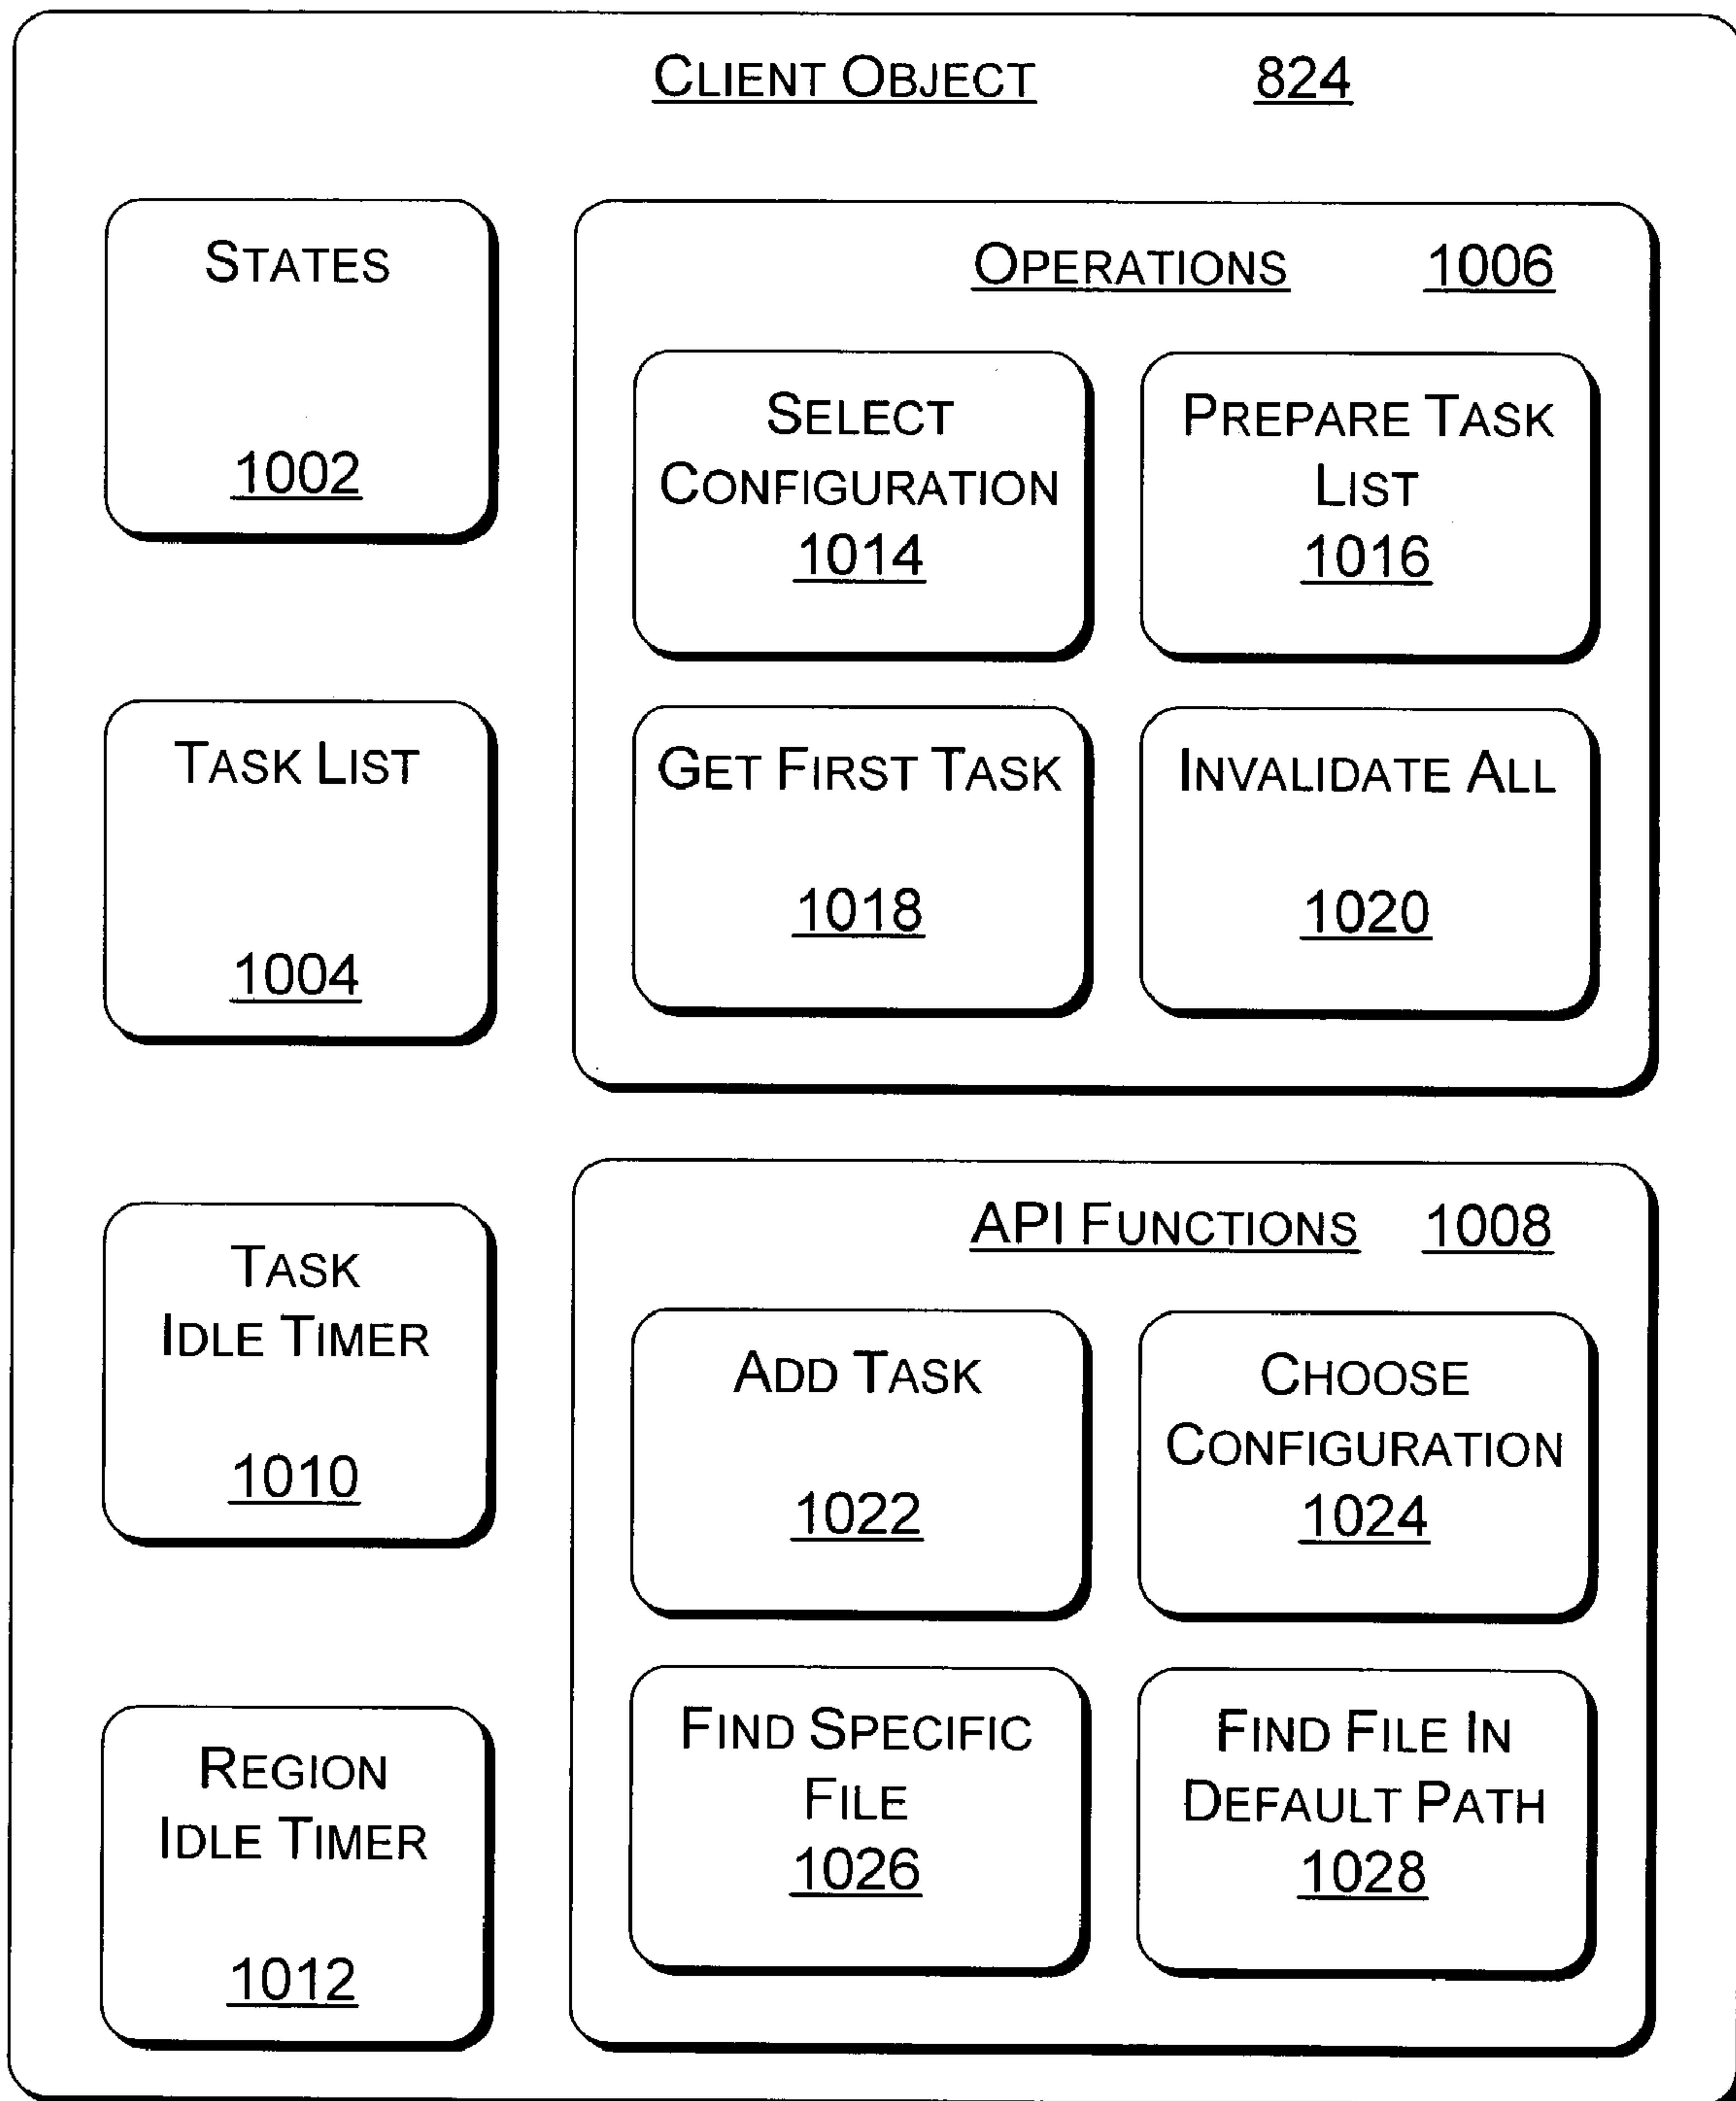 CLIENT OBJECT 824
STATES
1002
TASK LIST
1004
TASK
IDLE TIMER
1010
REGION
IDLE TIMER
1012
OPERATIONS 1006
SELECT
CONFIGURATION
1014
PREPARE TASK
LIST
1016
GET FIRST TASK
1018
INVALIDATE ALL
1020
API FUNCTIONS 1008
ADD TASK
1022
CHOOSE
CONFIGURATION
1024
FIND SPECIFIC
FILE
1026
FIND FILE IN
DEFAULT PATH
1028